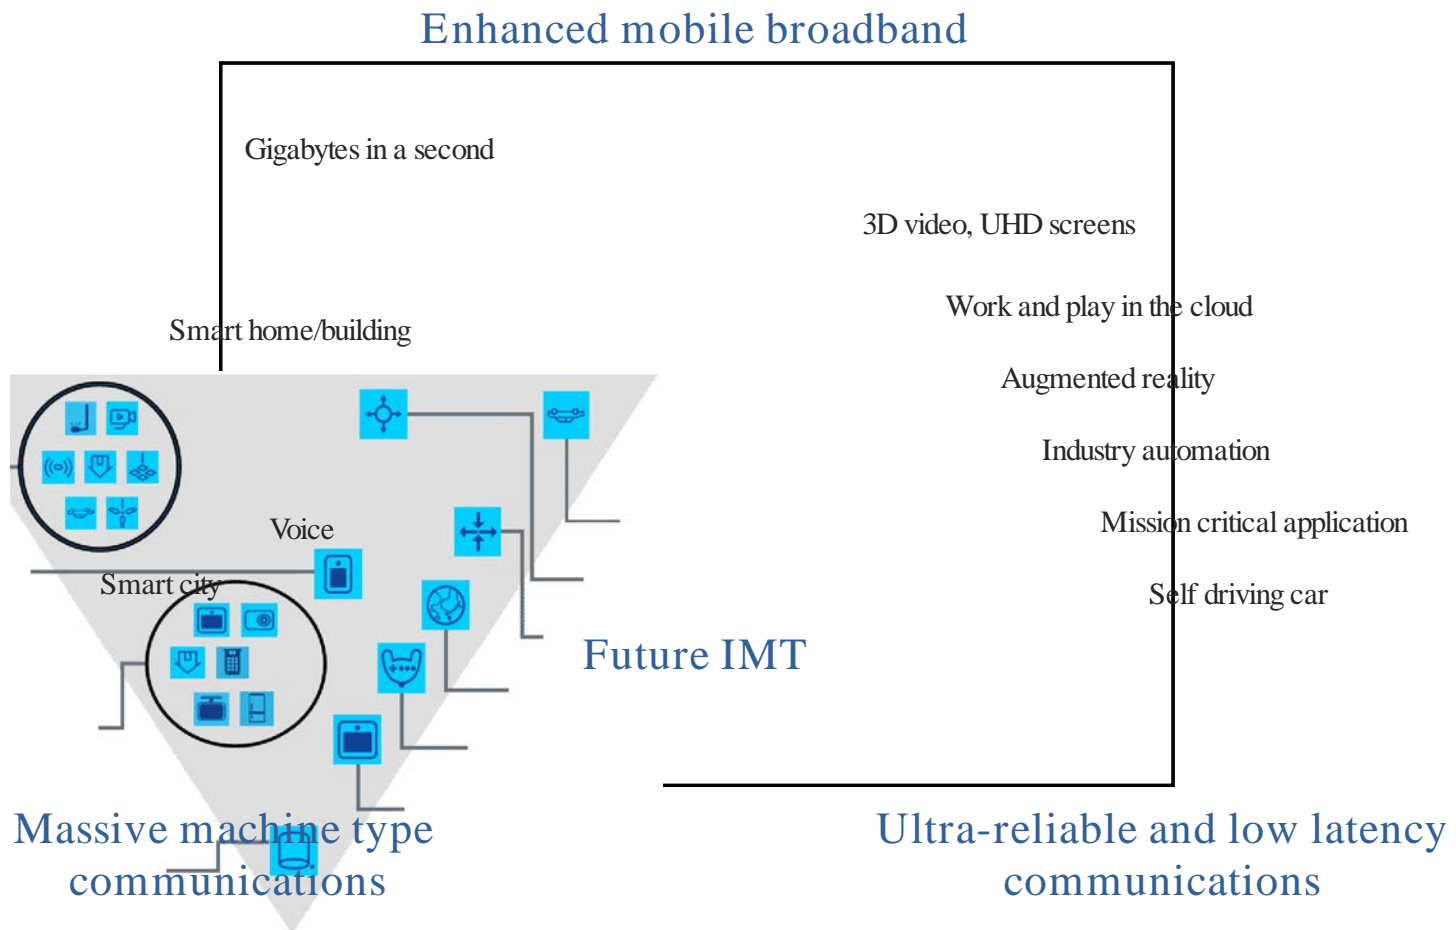 Enhanced mobile broadband
Gigabytes in a second
3D video, UHD screens
Work and play in the cloud
Smart home/building
Augmented reality
Industry automation
Voice
Mission critical application
Smart city
Self driving car
Future IMT
Massive machine type
communications
Ultra-reliable and low latency
communications